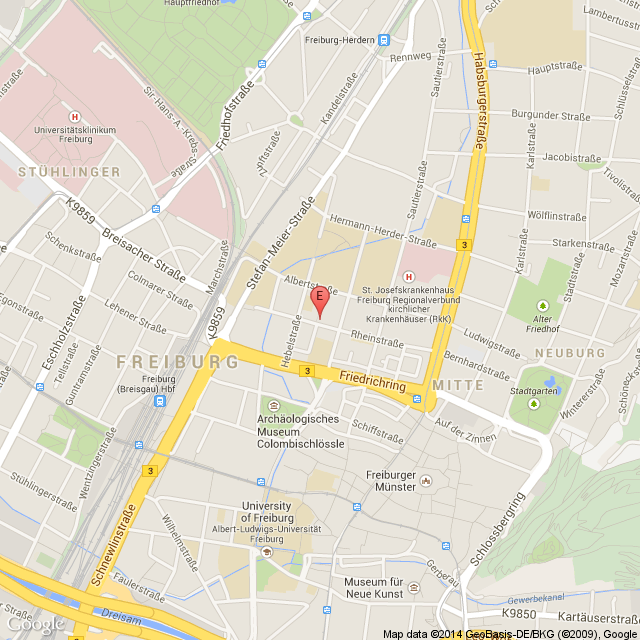 Hauptfriedhof
Freiburg-Herdern
Rennweg
Hauptstraße
Lambertusstraße
Sautierstraße
Habsburgerstraße
Schlüsselstraße
Universitätsklinikum
Freiburg
Sir-Hans-A.-Krebs-Straße
Friedhofstraße
Kandelstraße
Burgunder Straße
Karlstraße
Jacobistraße
Tivolistraße
STÜHLINGER
K9859
Breisacher Straße
Stefan-Meier-Straße
Sautierstraße
Hermann-Herder-Straße
Wölflinstraße
Starkenstraße
Karlstraße
Mozartstraße
3
Schenkstraße
Colmarer Straße
Marchstraße
Albertstraße
E
St. Josefskrankenhaus
Freiburg Regionalverbund
kirchlicher
Krankenhäuser (RkK)
Alter
Friedhof
Egonstraße
Lehener Straße
K9859
Hebelstraße
Rheinstraße
Ludwigstraße
NEUBURG
Eschholzstraße
Tellstraße
Guntramstraße
FREIBURG
Freiburg
(Breisgau) Hbf
3
Friedrichring
MITTE
Bernhardstraße
Stadtgarten
Wintererstraße
Schöneck
Archäologisches
Museum
Colombischlössle
Schiffstraße
Auf der Zinnen
Wentzingerstraße
3
Freiburger
Münster
Stühlingerstraße
Schnewlinstraße
Wilhelmstraße
University
of Freiburg
Albert-Ludwigs-Universität
Freiburg
Schlossbergring
Faulerstraße
Dreisam
Museum für
Neue Kunst
Gerberau
Gewerbekanal
K9850
Kartäuserstraße
Google
Map data ©2014 GeoBasis-DE/BKG (©2009), Google